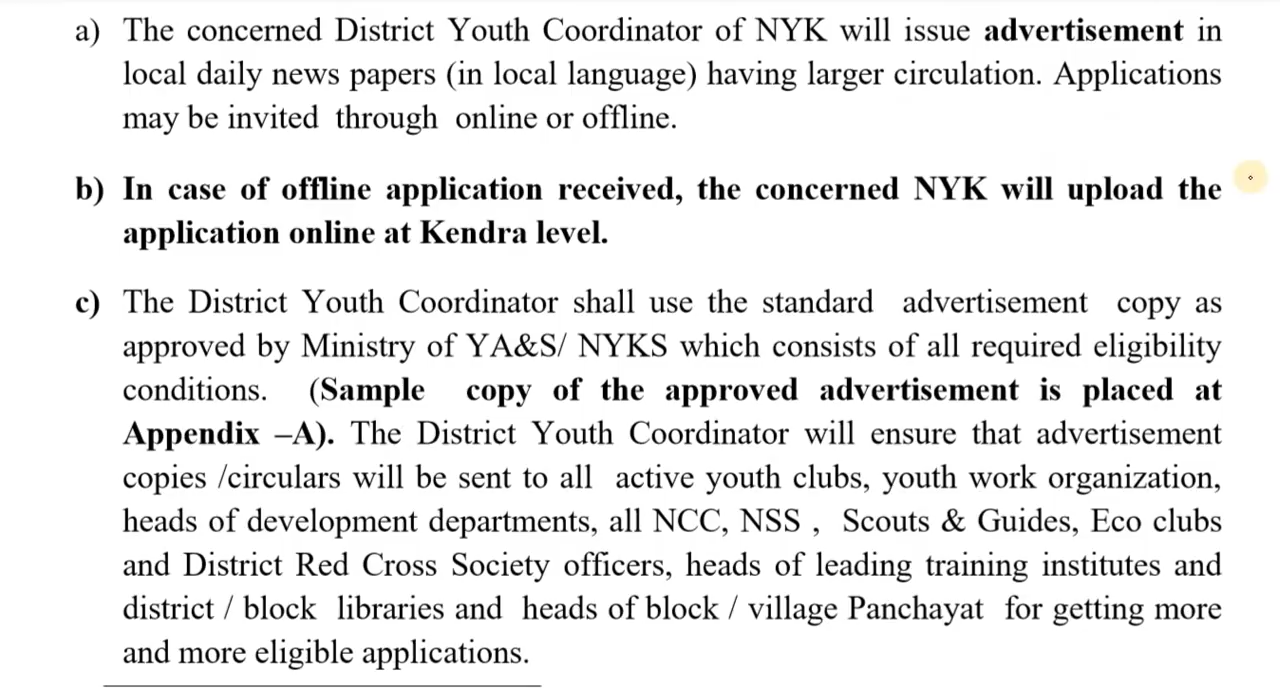 a) The concerned District Youth Coordinator of NYK will issue advertisement in
local daily news papers (in local language) having larger circulation. Applications
may be invited through online or offline.
b) In case of offline application received, the concerned NYK will upload the
application online at Kendra level.
c) The District Youth Coordinator shall use the standard advertisement copy as
approved by Ministry of YA&S/ NYKS which consists of all required eligibility
conditions. (Sample copy of the approved advertisement is placed at
Appendix –A). The District Youth Coordinator will ensure that advertisement
copies /circulars will be sent to all active youth clubs, youth work organization,
heads of development departments, all NCC, NSS , Scouts & Guides, Eco clubs
and District Red Cross Society officers, heads of leading training institutes and
district / block libraries and heads of block / village Panchayat for getting more
and more eligible applications.